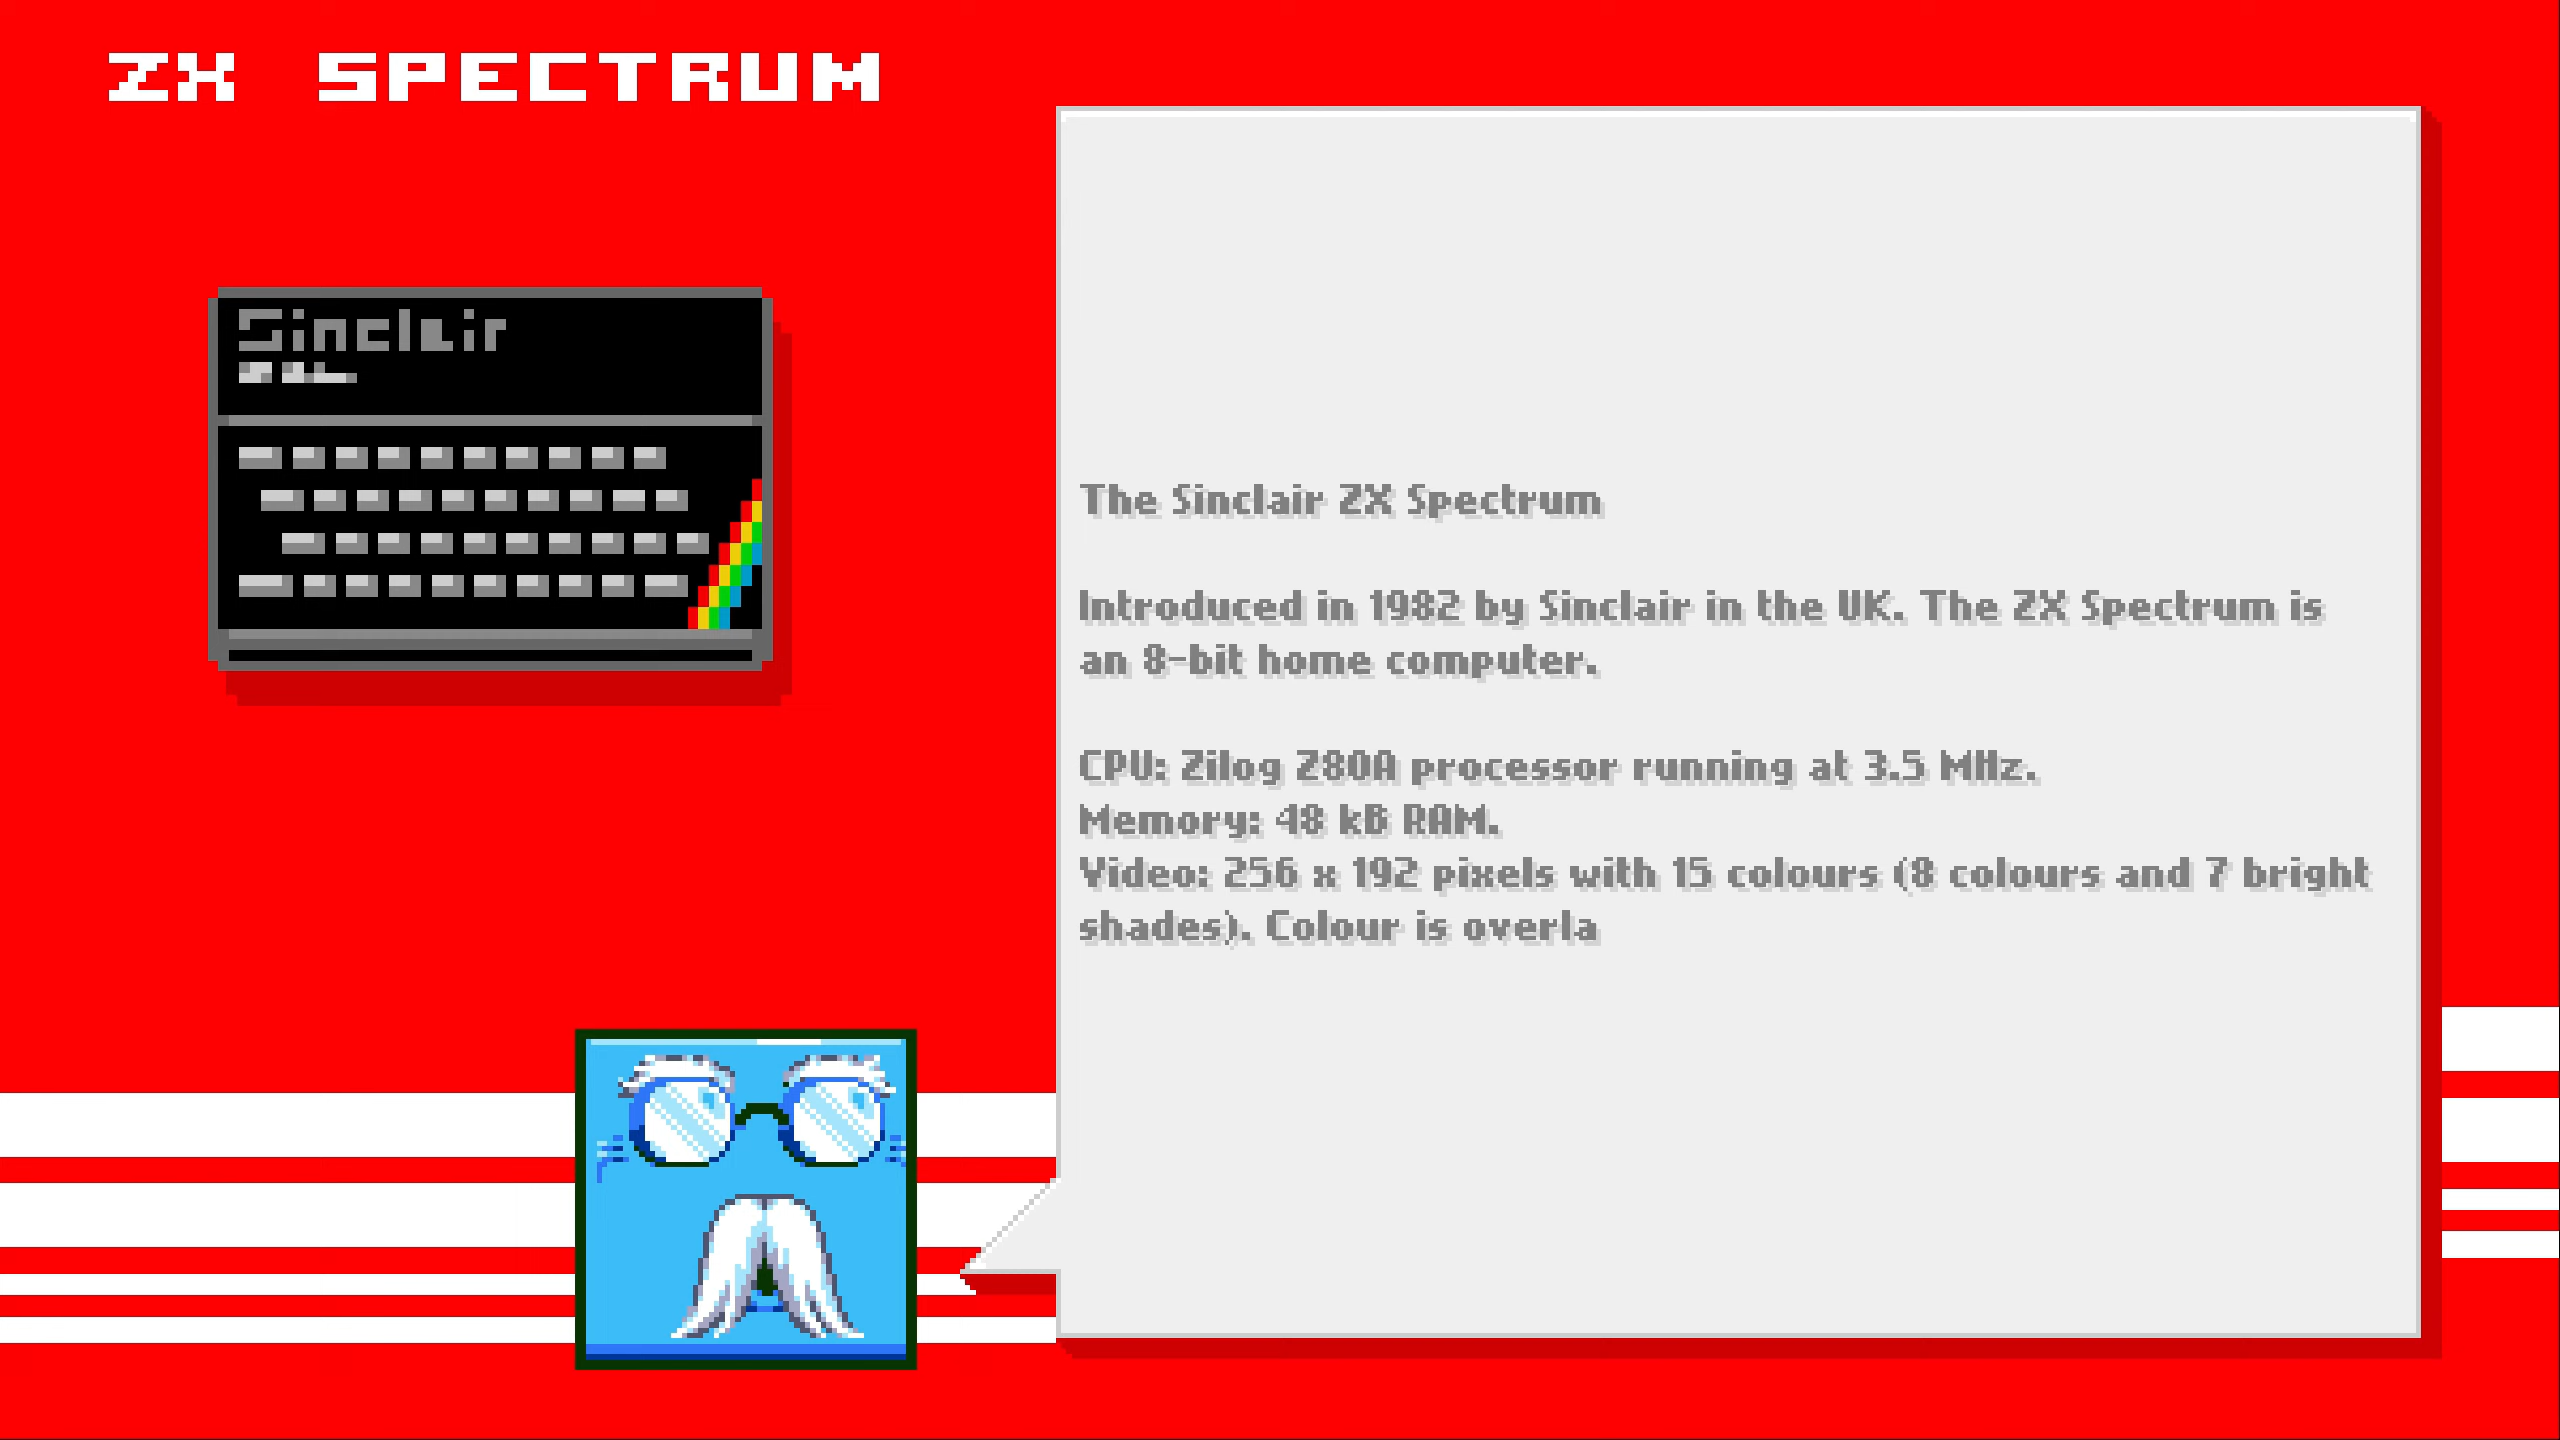 ZX SPECTRUM
Sinclair
The Sinclair ZX Spectrum
Introduced in 1982 by Sinclair in the UK. The ZX Spectrum is
an 8-bit home computer.
CPU: Zilog Z80A processor running at 3.5 MHz.
Memory: 48 kB RAM.
Video: 256 x 192 pixels with 15 colours (8 colours and 7 bright
shades). Colour is overla